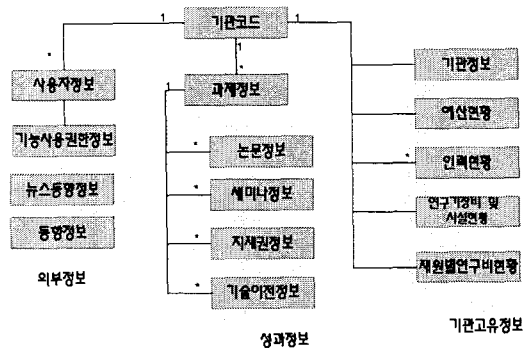 기관코드
1
1
1
*
*
사용자정보
기능사용권한정보
뉴스동향정보
동향정보
외부정보
1
과제정보
*
논문정보
*
세미나정보
*
지재권정보
*
기술이전정보
성과정보
기관정보
예산현황
*
인력현황
연구기장비 및
시설현황
재원별연구비현황
기관고유정보